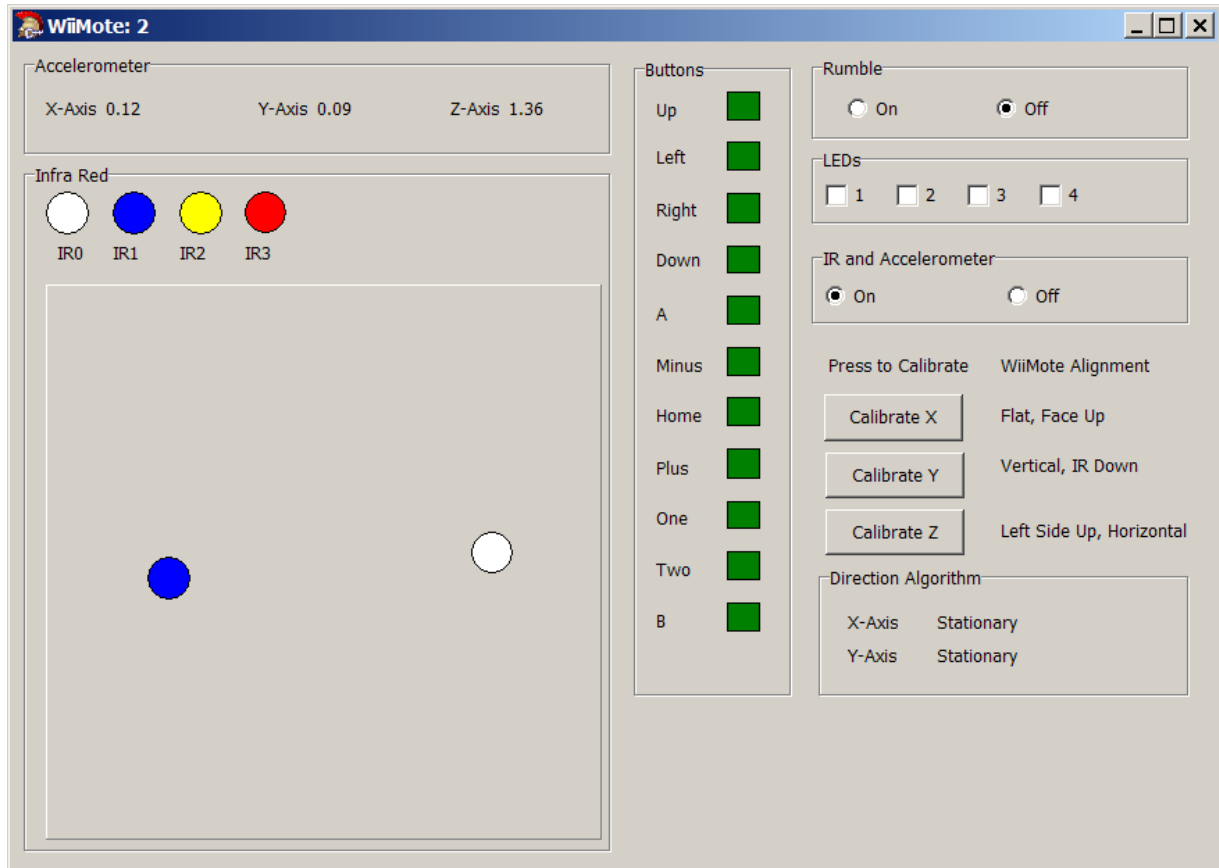 WiiMote: 2
Accelerometer
X-Axis 0.12 Y-Axis 0.09 Z-Axis 1.36
Infra Red
IR0 IR1 IR2 IR3
Buttons
Up
Left
Right
Down
A
Minus
Home
Plus
One
Two
B
Rumble
On Off
LEDs
1 2 3 4
IR and Accelerometer
On Off
Press to Calibrate WiiMote Alignment
Calibrate X Flat, Face Up
Calibrate Y Vertical, IR Down
Calibrate Z Left Side Up, Horizontal
Direction Algorithm
X-Axis Stationary
Y-Axis Stationary